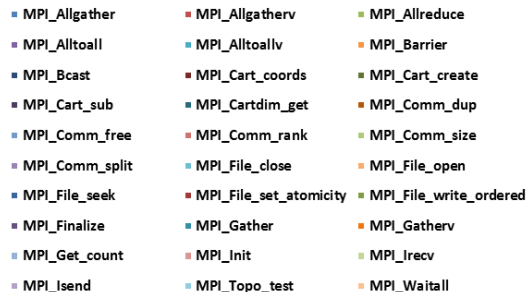 MPI_Allgather MPI_Allgatherv MPI_Allreduce
MPI_Alltoall MPI_Alltoallv MPI_Barrier
MPI_Bcast MPI_Cart_coords MPI_Cart_create
MPI_Cart_sub MPI_Cartdim_get MPI_Comm_dup
MPI_Comm_free MPI_Comm_rank MPI_Comm_size
MPI_Comm_split MPI_File_close MPI_File_open
MPI_File_seek MPI_File_set_atomicity MPI_File_write_ordered
MPI_Finalize MPI_Gather MPI_Gatherv
MPI_Get_count MPI_Init MPI_Irecv
MPI_Isend MPI_Topo_test MPI_Waitall